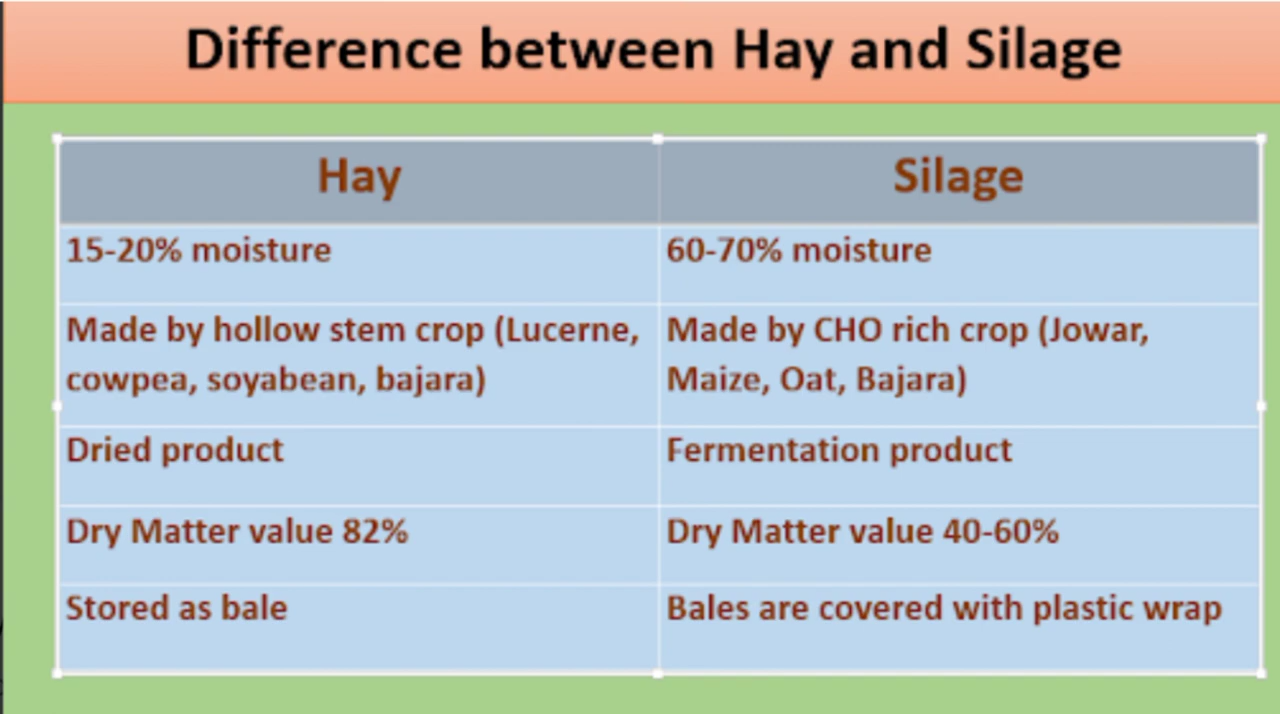 Difference between Hay and Silage
Hay
Silage
15-20% moisture
60-70% moisture
Made by hollow stem crop (Lucerne,
cowpea, soyabean, bajara)
Made by CHO rich crop (Jowar,
Maize, Oat, Bajara)
Dried product
Fermentation product
Dry Matter value 82%
Dry Matter value 40-60%
Stored as bale
Bales are covered with plastic wrap